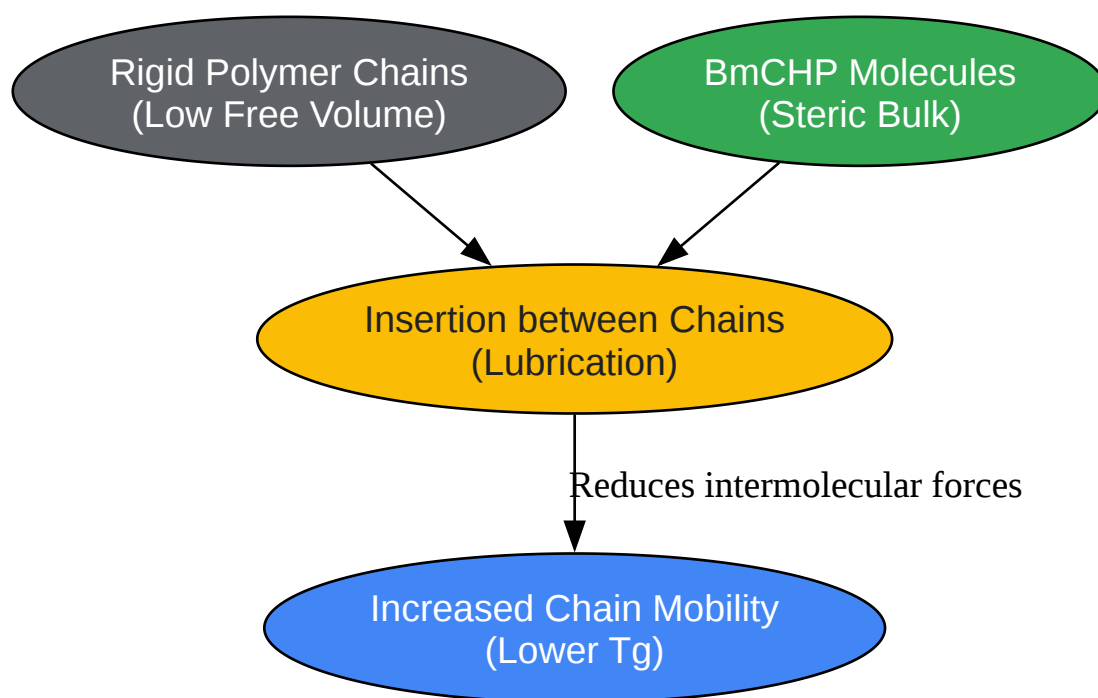 Rigid Polymer Chains
(Low Free Volume)
BmCHP Molecules
(Steric Bulk)
Insertion between Chains
(Lubrication)
Reduces intermolecular forces
Increased Chain Mobility
(Lower Tg)